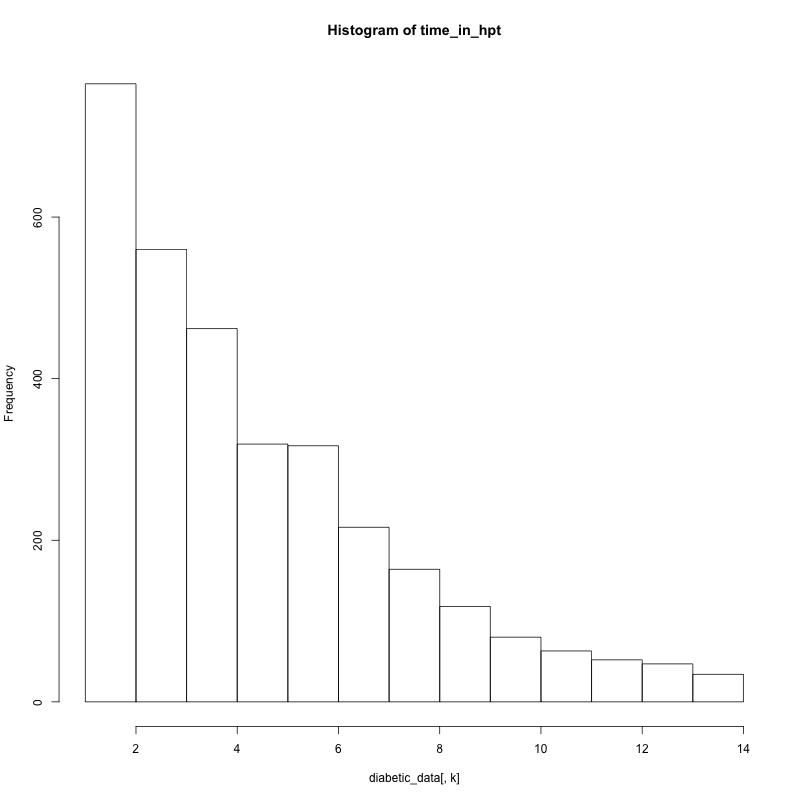 Histogram of time_in_hpt
Frequency
600
400
200
0
2 4 6 8 10 12 14
diabetic_data[, k]